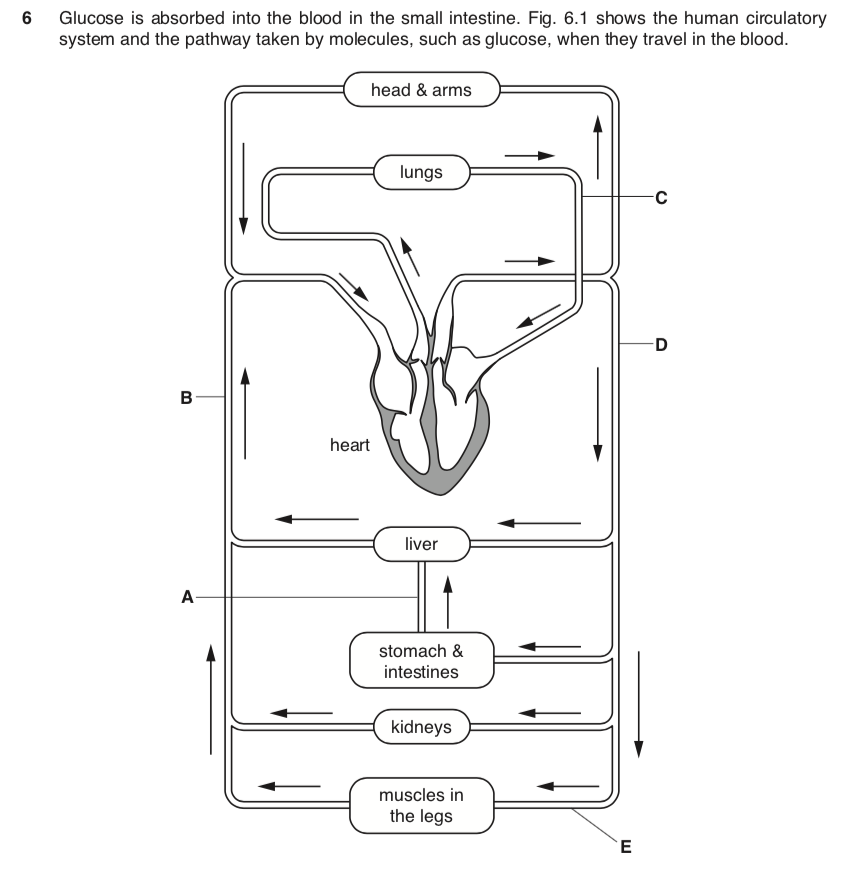 6 Glucose is absorbed into the blood in the small intestine. Fig. 6.1 shows the human circulatory
system and the pathway taken by molecules, such as glucose, when they travel in the blood.
head & arms
lungs
C
D
B
heart
liver
A
stomach &
intestines
kidneys
muscles in
the legs
E